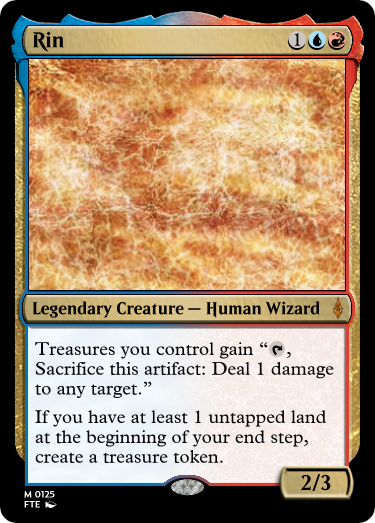 Rin 1
Legendary Creature — Human Wizard
Treasures you control gain “, 
Sacrifice this artifact: Deal 1 damage
to any target.”
If you have at least 1 untapped land
at the beginning of your end step,
create a treasure token.
2/3
M 0125
FTE